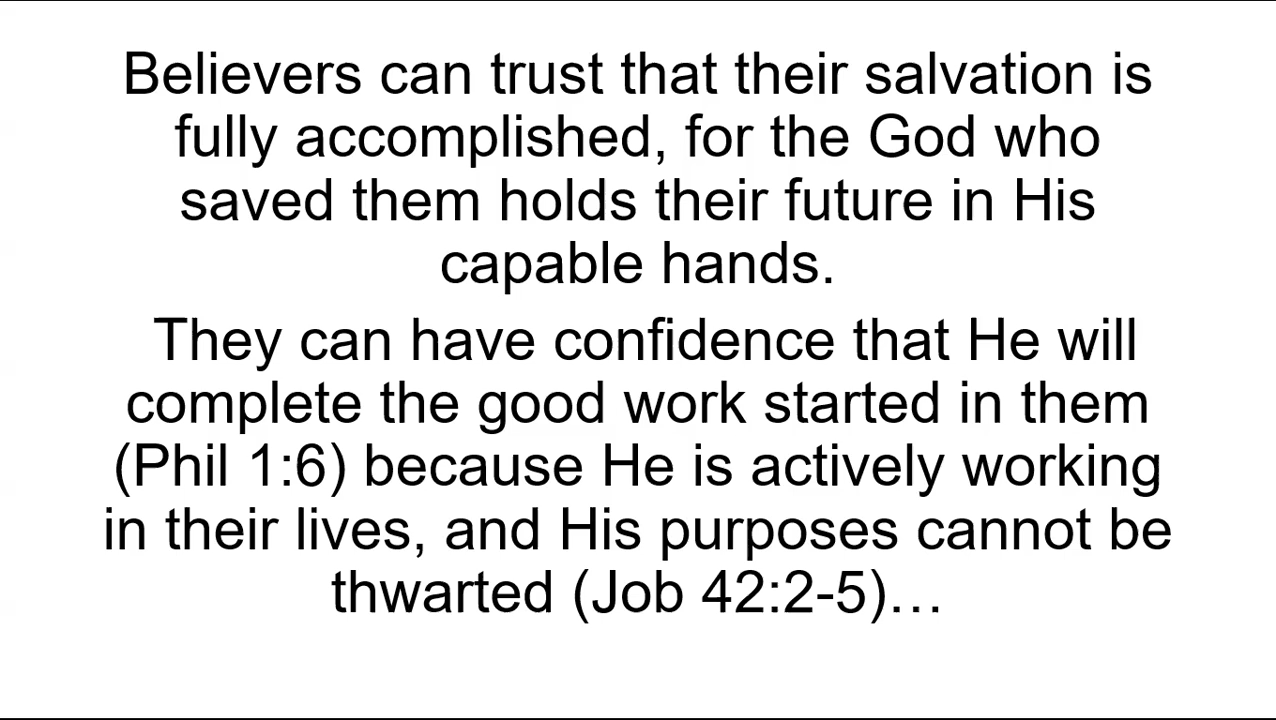 Believers can trust that their salvation is
fully accomplished, for the God who
saved them holds their future in His
capable hands.
They can have confidence that He will
complete the good work started in them
(Phil 1:6) because He is actively working
in their lives, and His purposes cannot be
thwarted (Job 42:2-5)…